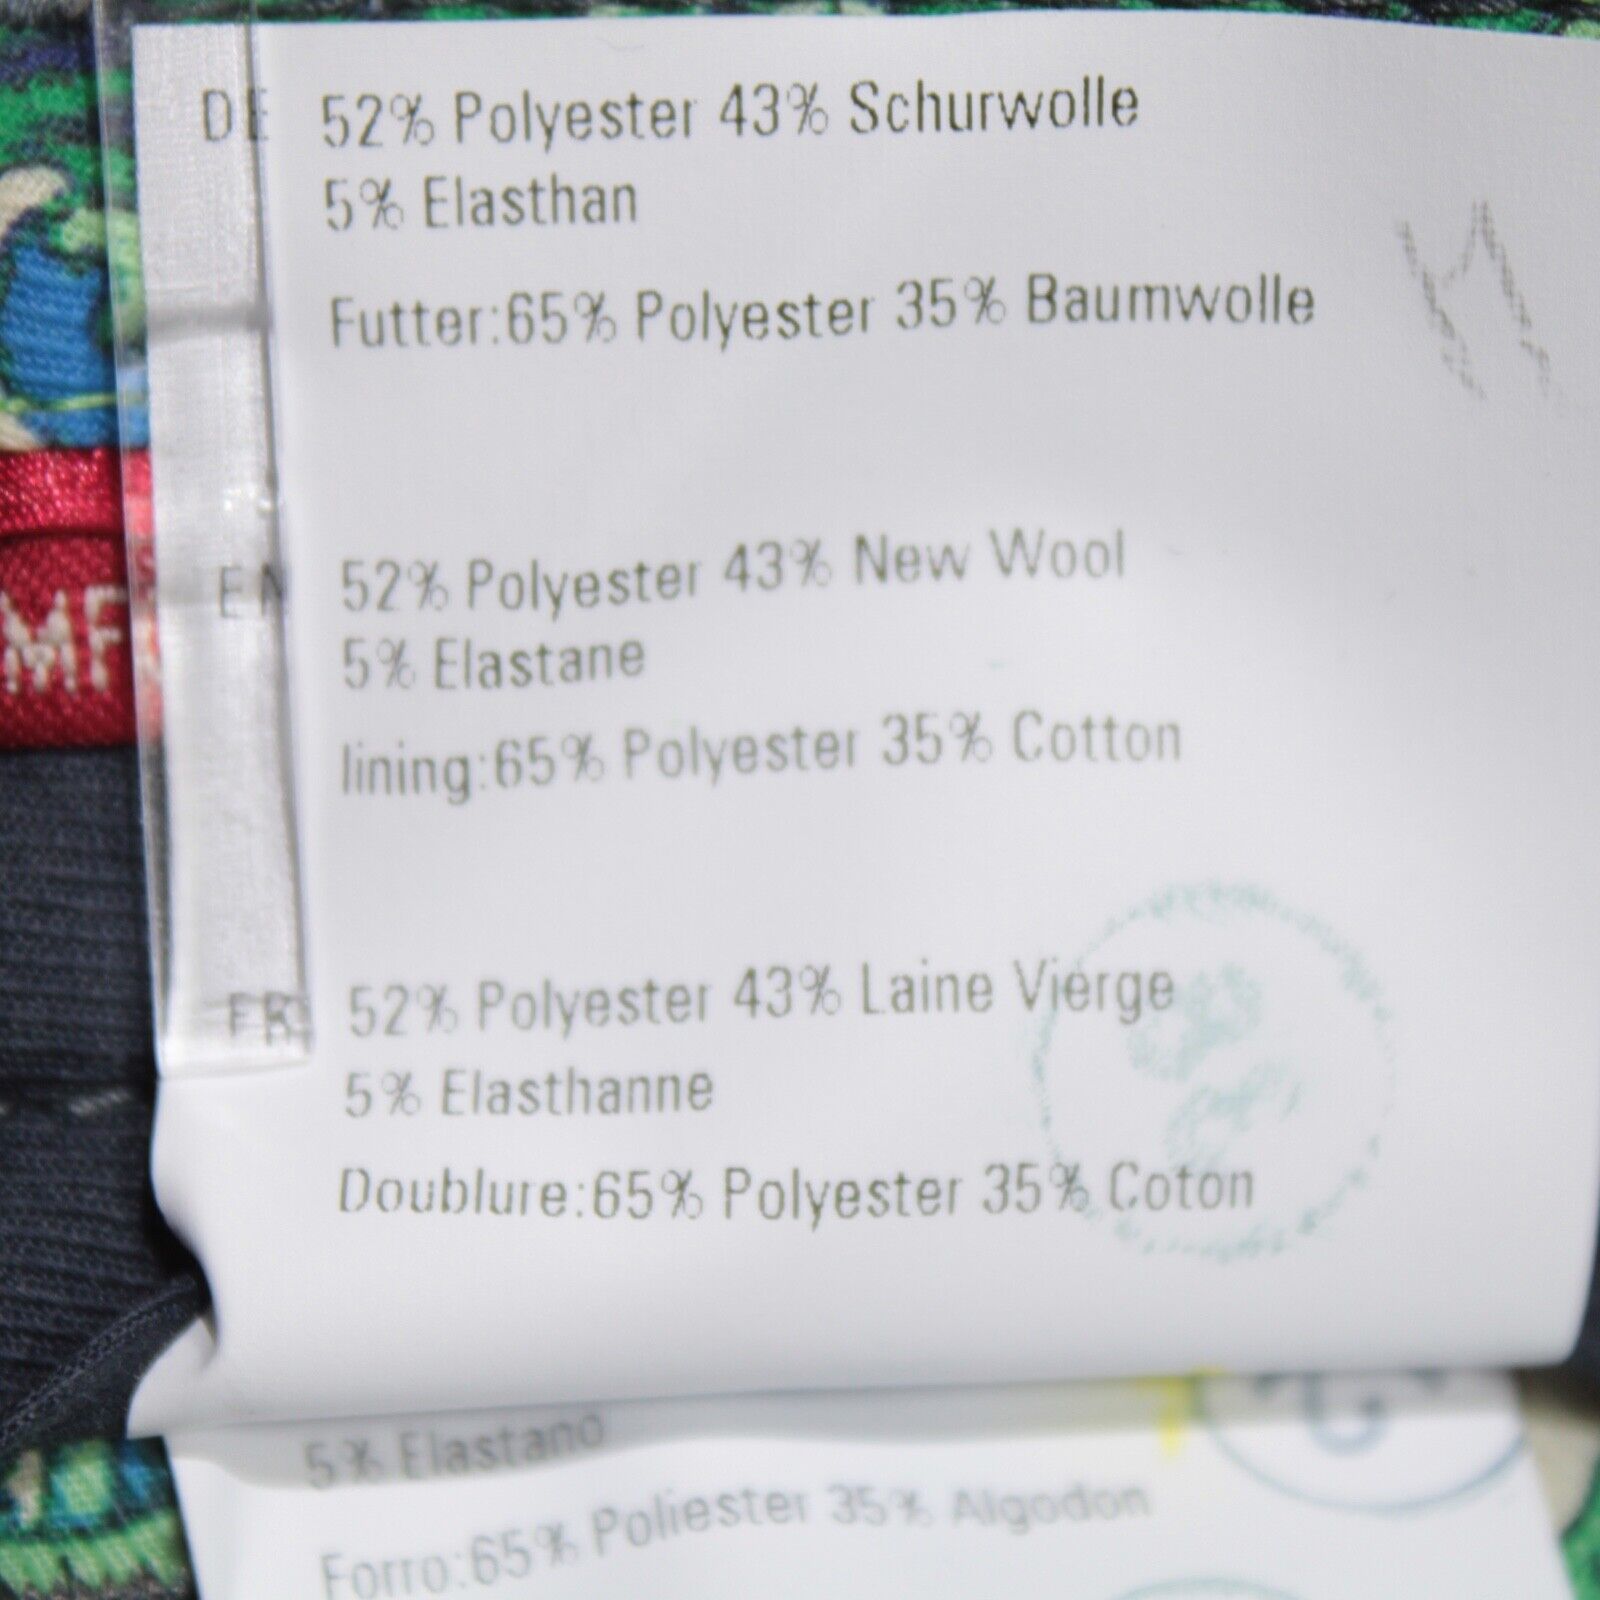 DE 52% Polyester 43% Schurwolle
5% Elasthan
Futter:65% Polyester 35% Baumwolle
EN 52% Polyester 43% New Wool
5% Elastane
lining:65% Polyester 35% Cotton
FR 52% Polyester 43% Laine Vierge
5% Elasthanne
Doublure:65% Polyester 35% Coton
5% Elastano
Forro:65% Poliester 35% Algodon